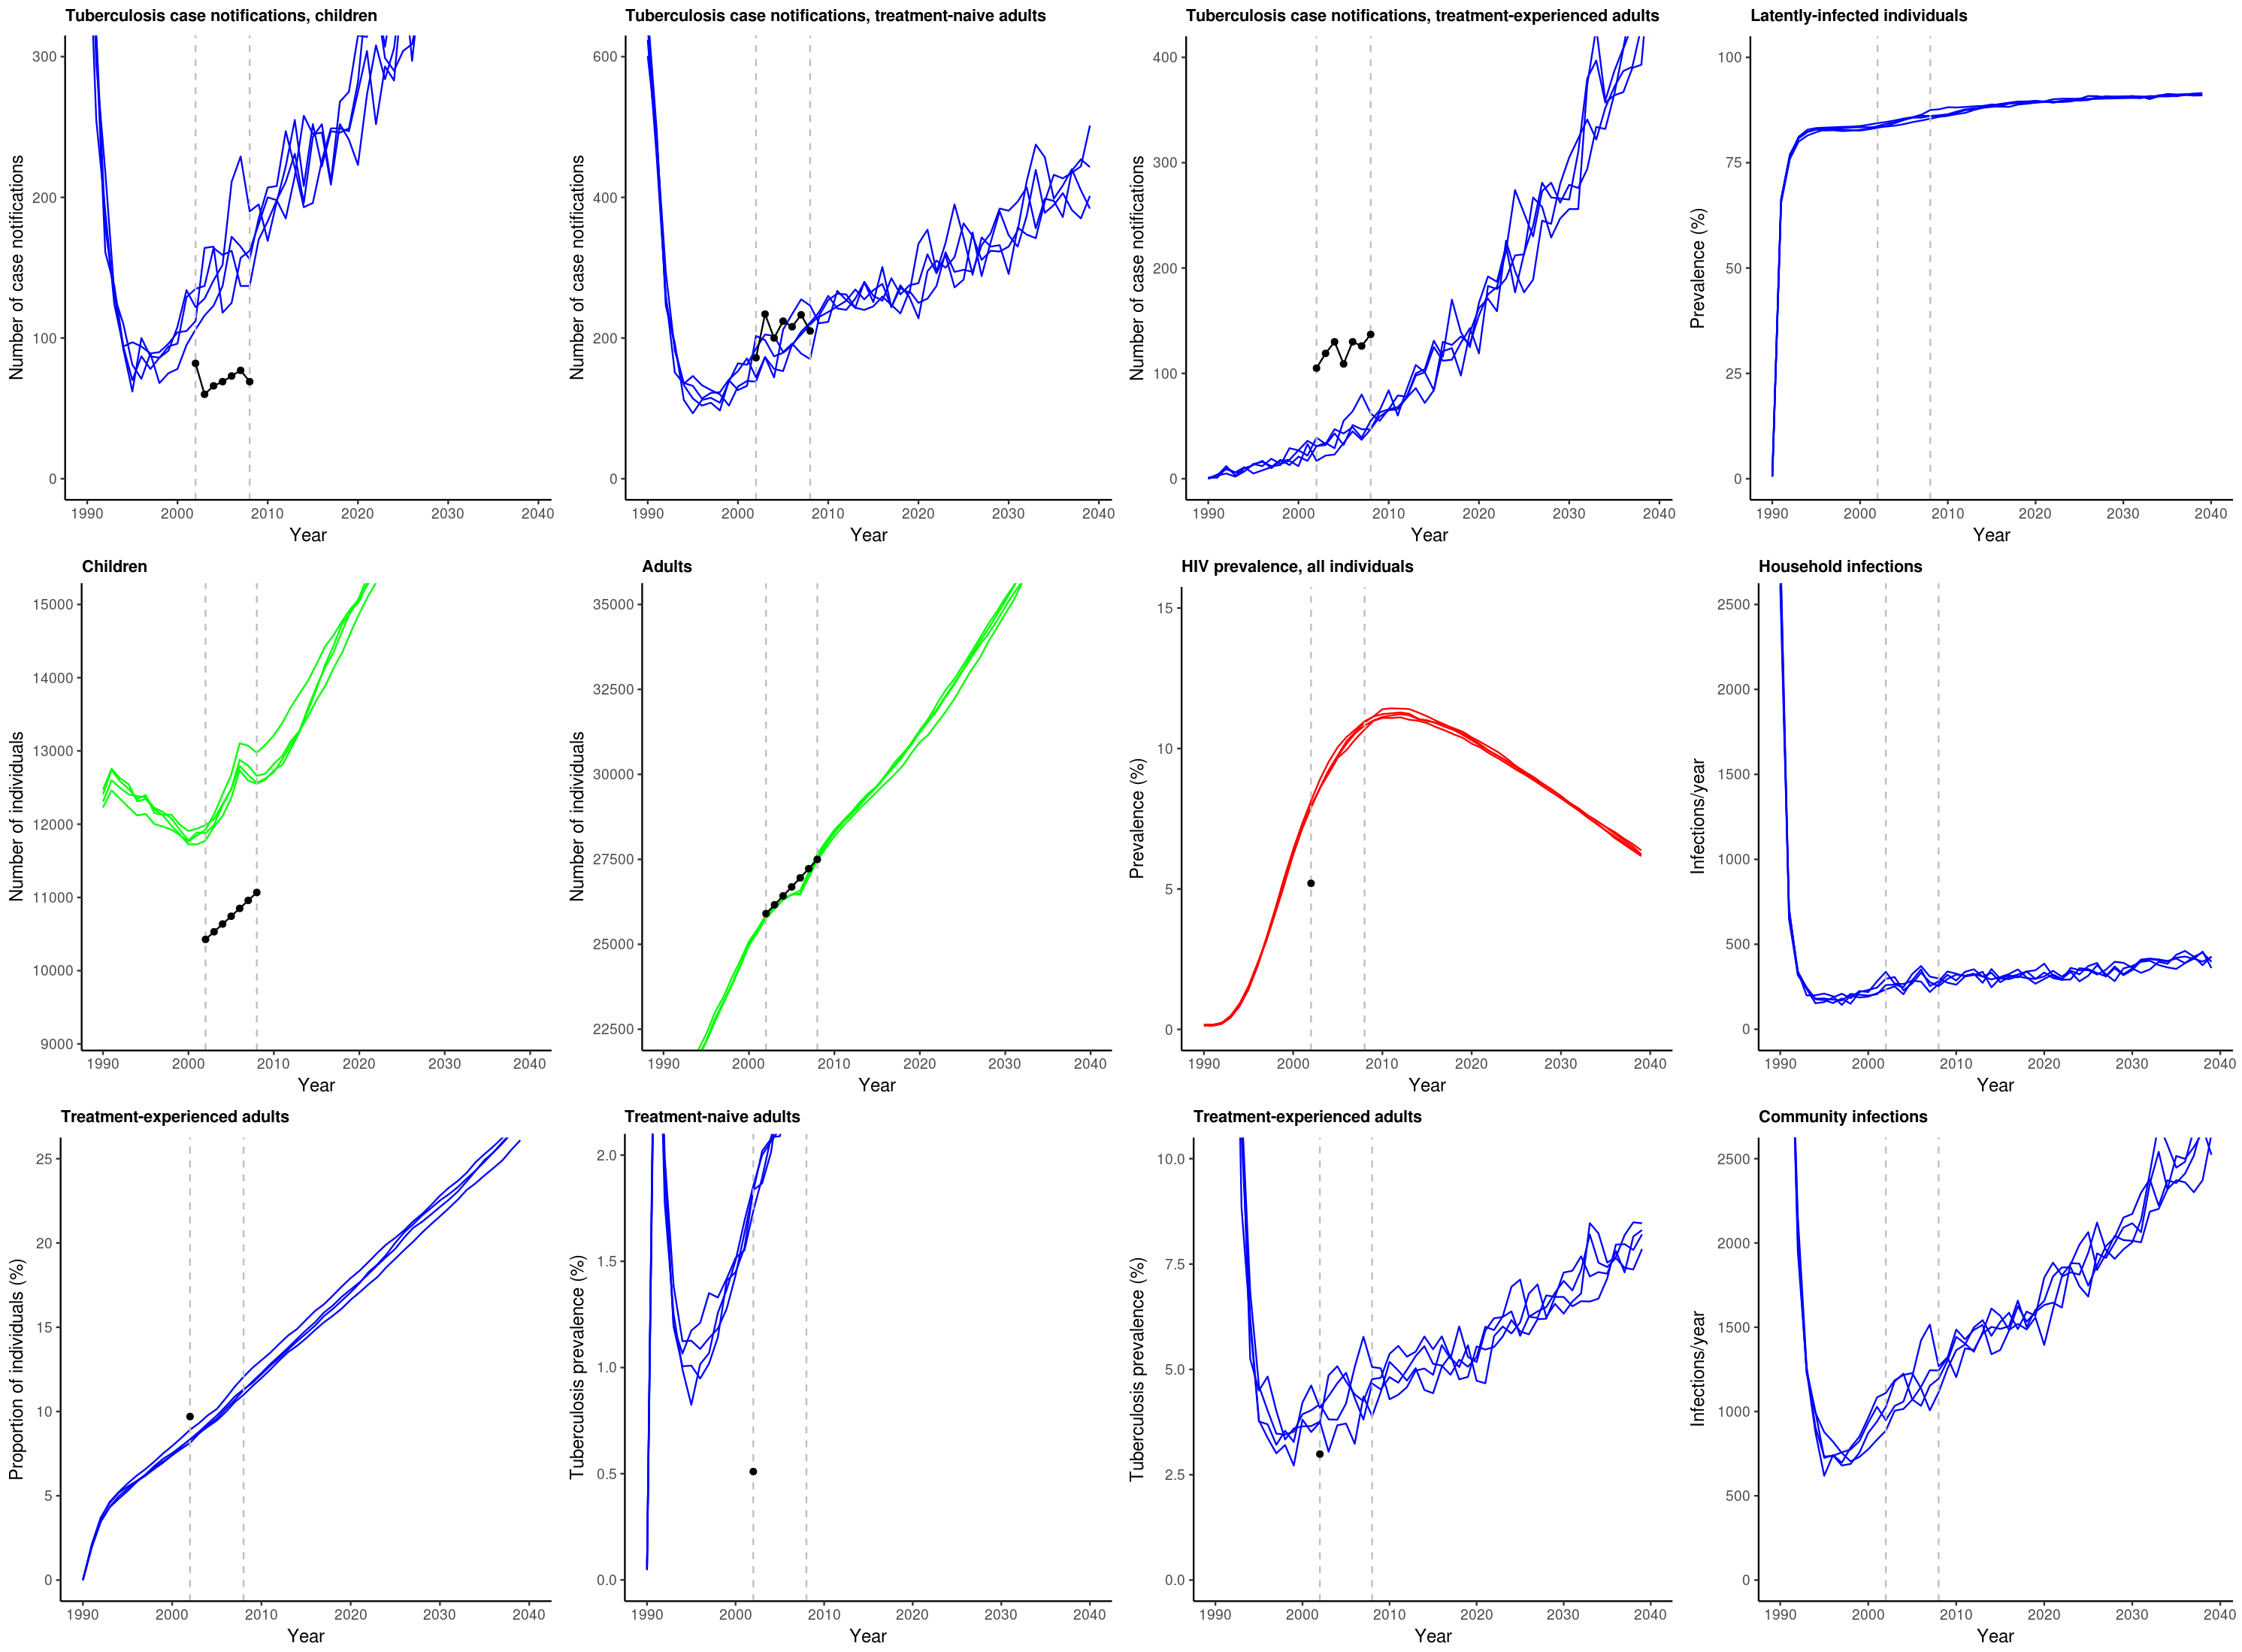 Tuberculosis case notifications, children
Number of case notifications
300
200
100
0
1990 2000 2010 2020 2030 2040
Year
Tuberculosis case notifications, treatment-naive adults
Number of case notifications
600
400
200
0
1990 2000 2010 2020 2030 2040
Year
Tuberculosis case notifications, treatment-experienced adults
Number of case notifications
400
300
200
100
0
1990 2000 2010 2020 2030 2040
Year
Latently-infected individuals
Prevalence (%)
100
75
50
25
0
1990 2000 2010 2020 2030 2040
Year
Children
Number of individuals
15000
14000
13000
12000
11000
10000
9000
1990 2000 2010 2020 2030 2040
Year
Adults
Number of individuals
35000
32500
30000
27500
25000
22500
1990 2000 2010 2020 2030 2040
Year
HIV prevalence, all individuals
Prevalence (%)
15
10
5
0
1990 2000 2010 2020 2030 2040
Year
Household infections
Infections/year
2500
2000
1500
1000
500
0
1990 2000 2010 2020 2030 2040
Year
Treatment-experienced adults
Proportion of individuals (%)
25
20
15
10
5
0
1990 2000 2010 2020 2030 2040
Year
Treatment-naive adults
Tuberculosis prevalence (%)
2.0
1.5
1.0
0.5
0.0
1990 2000 2010 2020 2030 2040
Year
Treatment-experienced adults
Tuberculosis prevalence (%)
10.0
7.5
5.0
2.5
0.0
1990 2000 2010 2020 2030 2040
Year
Community infections
Infections/year
2500
2000
1500
1000
500
0
1990 2000 2010 2020 2030 2040
Year